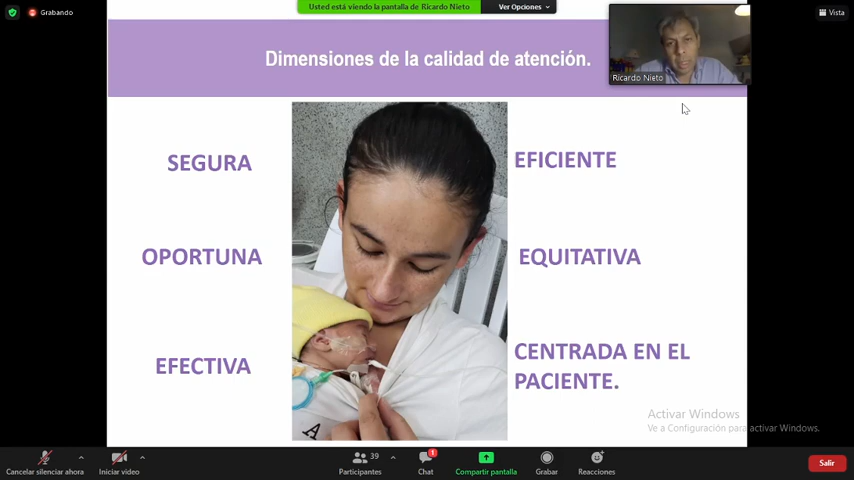 Grabando
Usted está viendo la pantalla de Ricardo Nieto
Ver Opciones
Vista
Dimensiones de la calidad de atención.
Ricardo Nieto
SEGURA
EFICIENTE
OPORTUNA
EQUITATIVA
EFECTIVA
CENTRADA EN EL
PACIENTE.
A
Activar Windows
Ve a Configuración para activar Windows.
Cancelar silenciar ahora
Iniciar video
39
Participantes
1
Chat
Compartir pantalla
Grabar
Reacciones
Salir